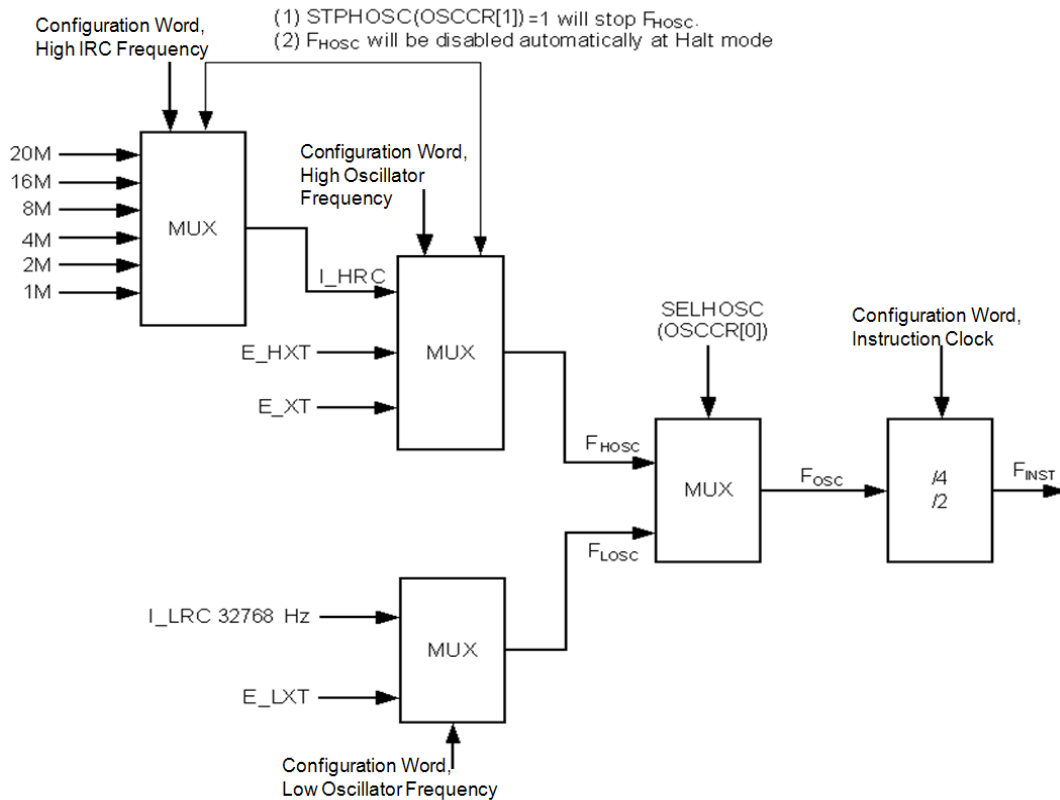 Configuration Word,
High IRC Frequency
(1) STPHOSC(OSCCR[1])=1 will stop FHOSC.
(2) FHOSC will be disabled automatically at Halt mode
20M
16M
8M
4M
2M
1M
MUX
Configuration Word,
High Oscillator
Frequency
I_HRC
E_HXT
E_XT
MUX
SELHOSC
(OSCCR[0])
Configuration Word,
Instruction Clock
FHOSC
MUX
FOSC
/4
/2
FINST
FLOSC
I_LRC 32768 Hz
E_LXT
MUX
Configuration Word,
Low Oscillator Frequency